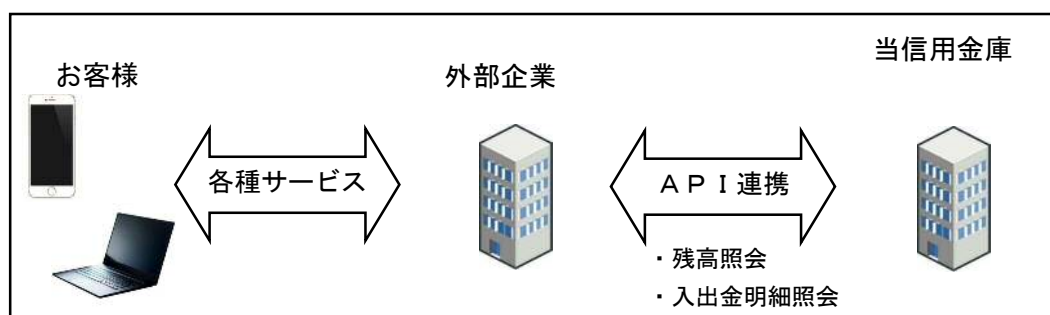 お客様
外部企業
当信用金庫
各種サービス
ＡＰＩ連携
・残高照会
・入出金明細照会